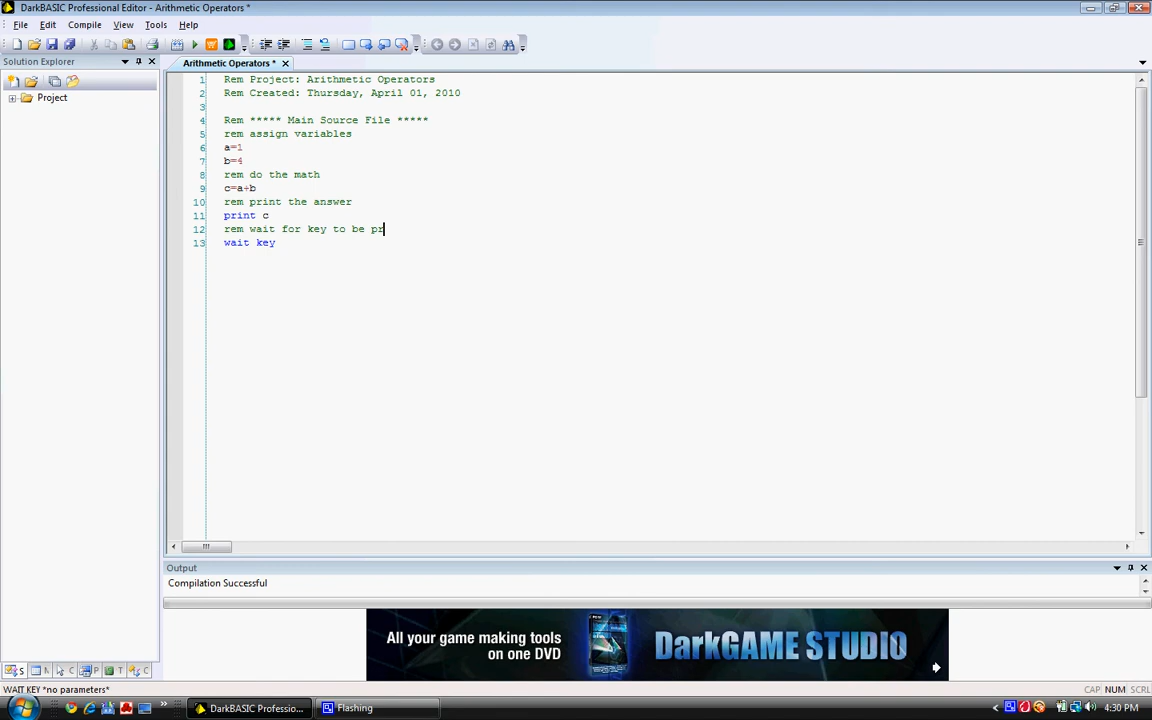 DarkBASIC Professional Editor - Arithmetic Operators *
File Edit Compile View Tools Help
Solution Explorer
Arithmetic Operators *
Project
1 Rem Project: Arithmetic Operators
2 Rem Created: Thursday, April 01, 2010
3
4 Rem ***** Main Source File *****
5 rem assign variables
6 a=1
7 b=4
8 rem do the math
9 c=a+b
10 rem print the answer
11 print c
12 rem wait for key to be pr
13 wait key
Output
Compilation Successful
All your game making tools
on one DVD
DarkGAME STUDIO
S N C P T C
WAIT KEY *no parameters*
CAP NUM SCRL
DarkBASIC Professio...
Flashing
4:30 PM